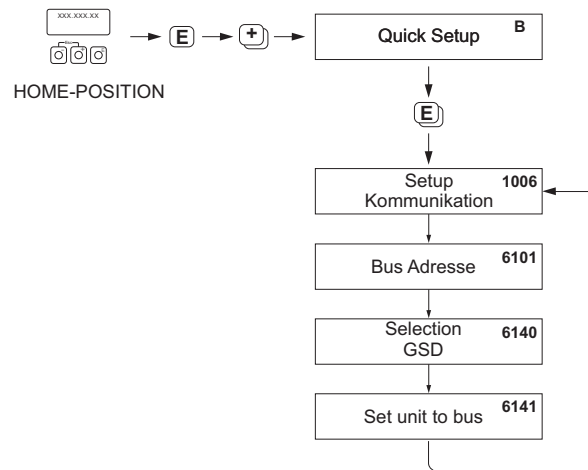 xxx.xxx.xx
E
+
Quick Setup
B
HOME-POSITION
E
Setup
Kommunikation
1006
Bus Adresse
6101
Selection
GSD
6140
Set unit to bus
6141